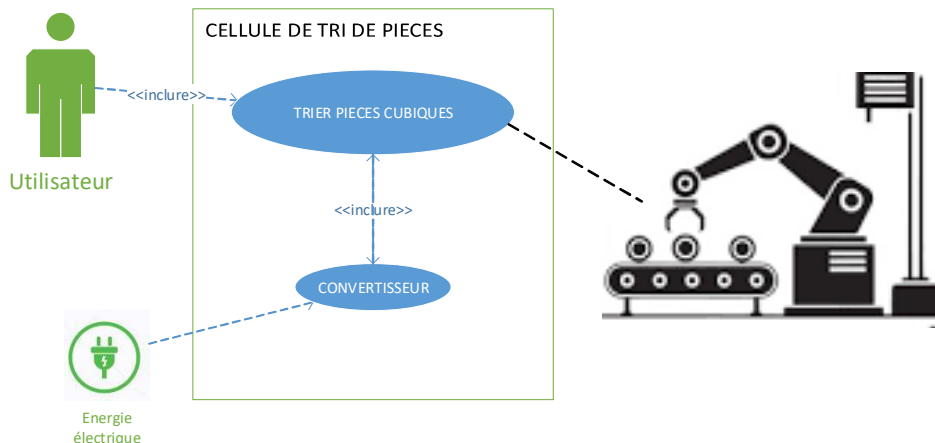 CELLULE DE TRI DE PIECES
<<inclure>>
TRIER PIECES CUBIQUES
Utilisateur
<<inclure>>
CONVERTISSEUR
Energie
électrique